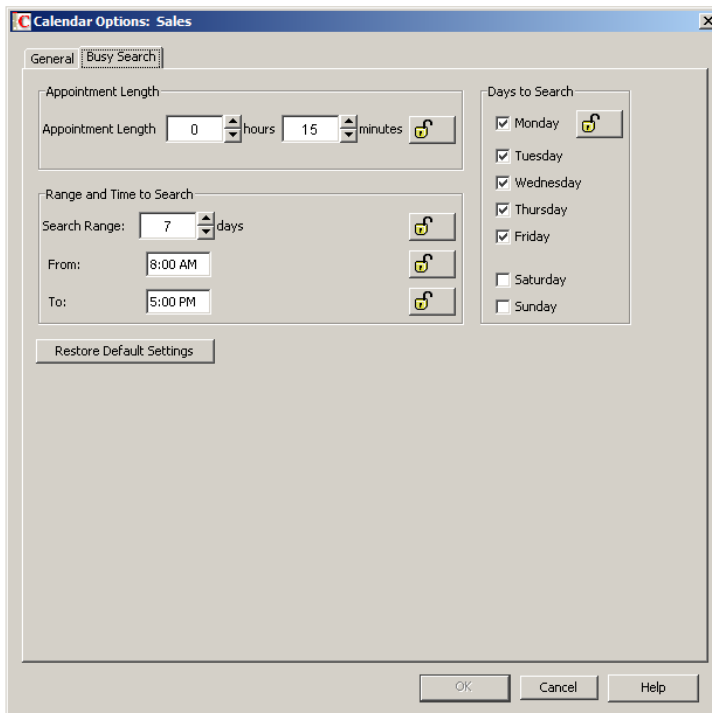 Calendar Options: Sales
General Busy Search
Appointment Length
Appointment Length 0 hours 15 minutes
Range and Time to Search
Search Range: 7 days
From: 8:00 AM
To: 5:00 PM
Days to Search
Monday
Tuesday
Wednesday
Thursday
Friday
Saturday
Sunday
Restore Default Settings
OK Cancel Help